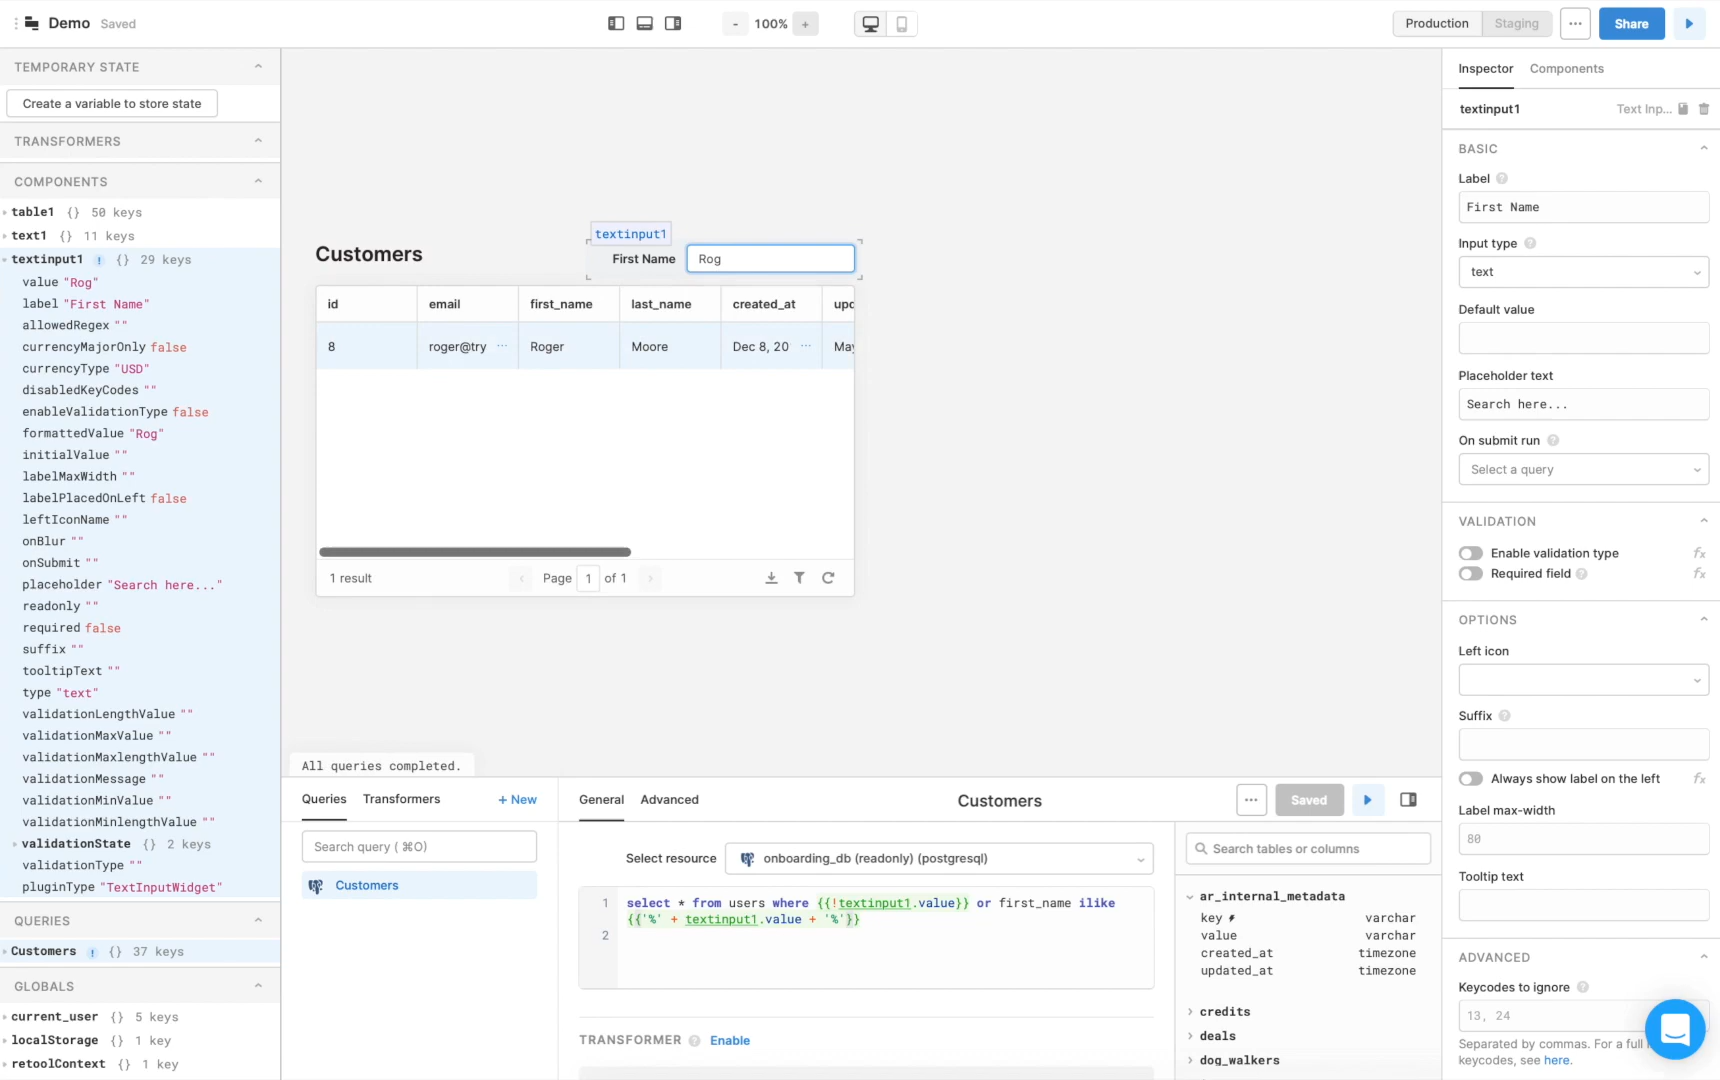 Demo Saved
- 100% +
Production Staging ··· Share
TEMPORARY STATE
Create a variable to store state
TRANSFORMERS
COMPONENTS
table1 {} 50 keys
text1 {} 11 keys
textinput1 ! {} 29 keys
value "Rog"
label "First Name"
allowedRegex ""
currencyMajorOnly false
currencyType "USD"
disabledKeyCodes ""
enableValidationType false
formattedValue "Rog"
initialValue ""
labelMaxWidth ""
labelPlacedOnLeft false
leftIconName ""
onBlur ""
onSubmit ""
placeholder "Search here..."
readonly ""
required false
suffix ""
tooltipText ""
type "text"
validationLengthValue ""
validationMaxValue ""
validationMaxlengthValue ""
validationMessage ""
validationMinValue ""
validationMinlengthValue ""
validationState {} 2 keys
validationType ""
pluginType "TextInputWidget"
QUERIES
Customers ! {} 37 keys
GLOBALS
current_user {} 5 keys
localStorage {} 1 key
retoolContext {} 1 key
textinput1
Customers
First Name Rog
id email first_name last_name created_at upd
8 roger@try ··· Roger Moore Dec 8, 20 ··· May
1 result
Page 1 of 1
All queries completed.
Queries Transformers + New
Search query ( ⌘O)
Customers
General Advanced Customers ··· Saved
Select resource onboarding_db (readonly) (postgresql)
1 select * from users where {{!textinput1.value}} or first_name ilike
{{'%' + textinput1.value + '%'}}
2
TRANSFORMER ? Enable
Search tables or columns
ar_internal_metadata
key varchar
value varchar
created_at timezone
updated_at timezone
credits
deals
dog_walkers
Inspector Components
textinput1 Text Inp...
BASIC
Label ?
First Name
Input type ?
text
Default value
Placeholder text
Search here...
On submit run ?
Select a query
VALIDATION
Enable validation type fx
Required field ? fx
OPTIONS
Left icon
Suffix ?
Always show label on the left fx
Label max-width
80
Tooltip text
ADVANCED
Keycodes to ignore ?
13, 24
Separated by commas. For a full
keycodes, see here.